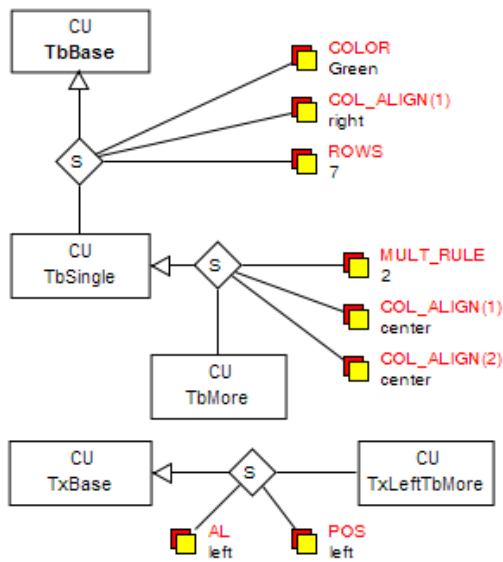 CU
TbBase
COLOR
Green
COL_ALIGN(1)
right
S
ROWS
7
CU
TbSingle
S
MULT_RULE
2
COL_ALIGN(1)
center
COL_ALIGN(2)
center
CU
TbMore
CU
TxBase
S
CU
TxLeftTbMore
AL
left
POS
left